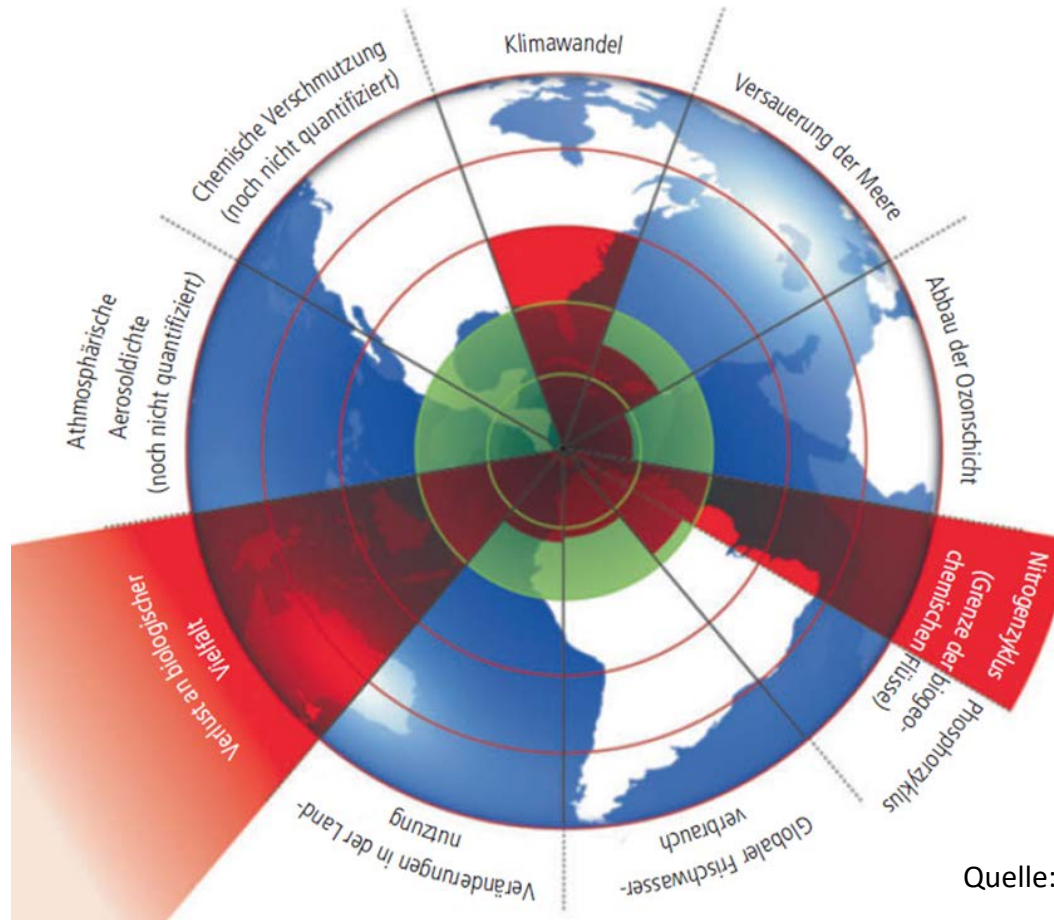 Klimawandel
Versauerung der Meere
Abbau der Ozonschicht
Nitrogenzyklus
(Grenze der biogeo-
chemischen Flüsse)
Phosphorzyklus
Globaler Frischwasser-
verbrauch
Veränderungen in der Land-
nutzung
Verlust an biologischer
Vielfalt
Athmosphärische
Aerosoldichte
(noch nicht quantifiziert)
Chemische Verschmutzung
(noch nicht quantifiziert)
Quelle: